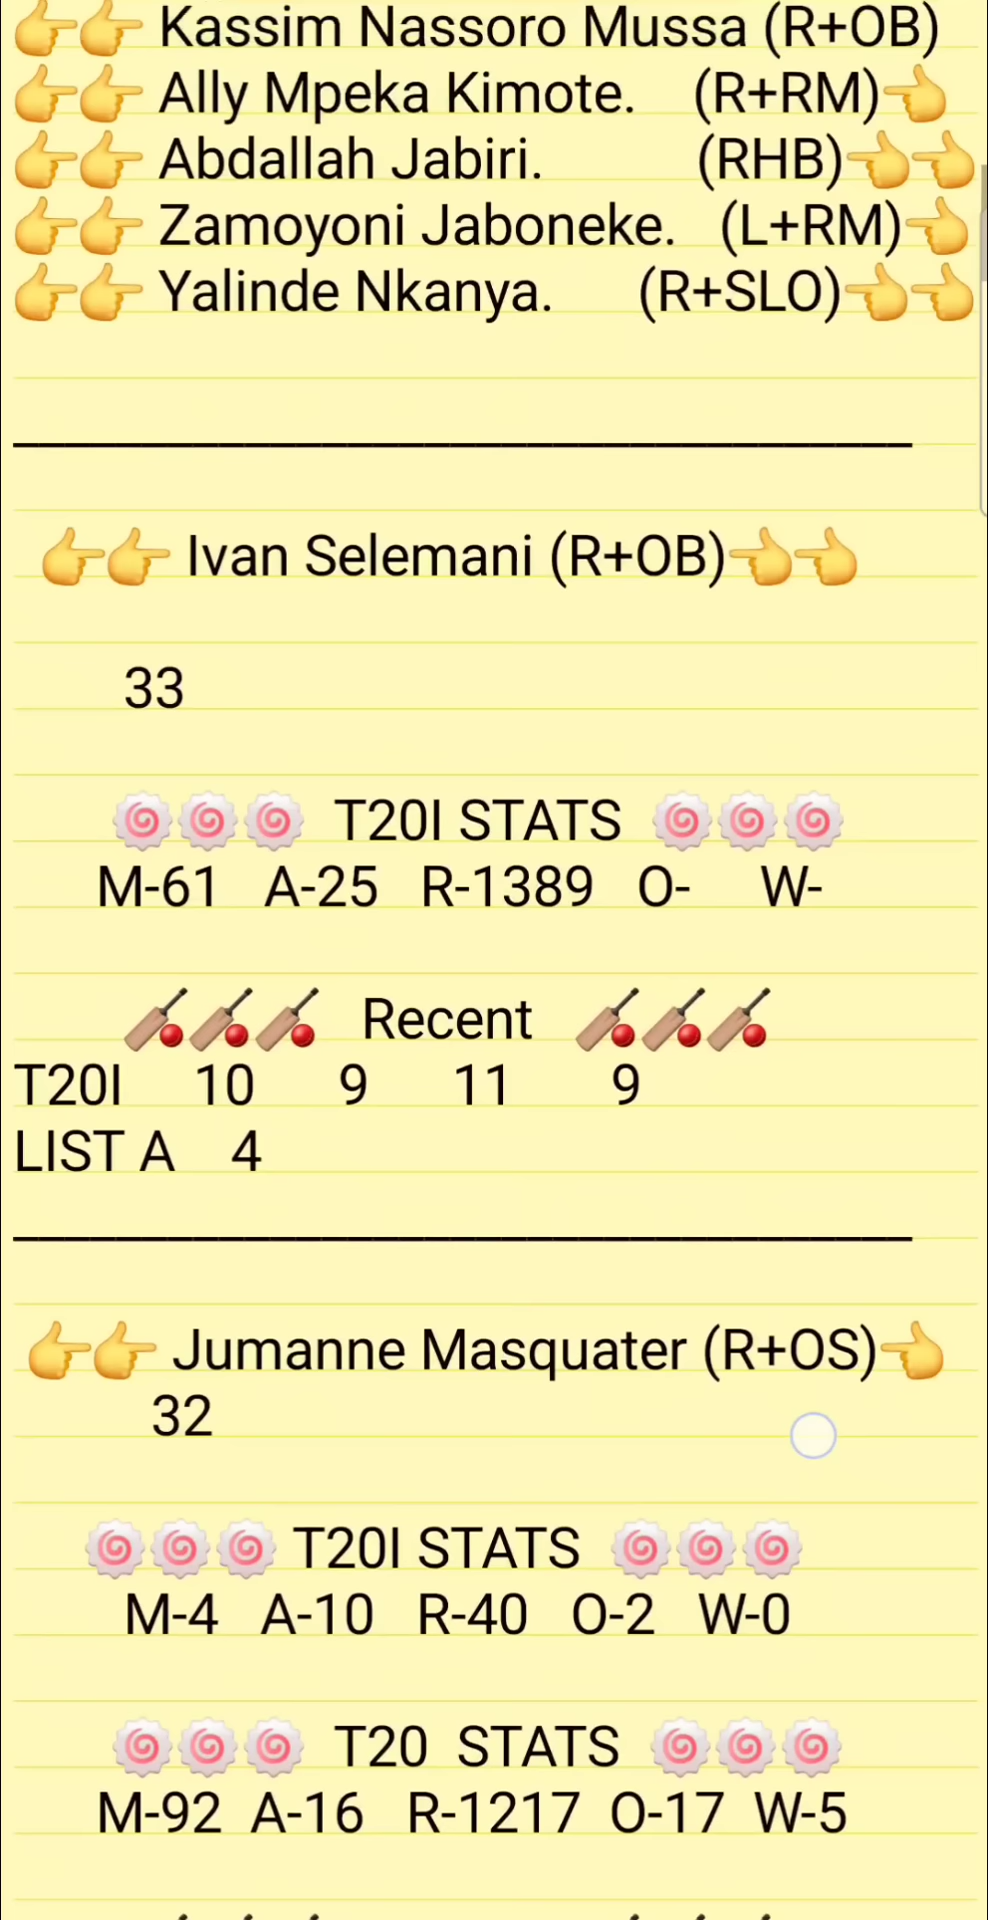 👉👉 Kassim Nassoro Mussa (R+OB)
👉👉 Ally Mpeka Kimote. (R+RM)👈
👉👉 Abdallah Jabiri. (RHB)👈👈
👉👉 Zamoyoni Jaboneke. (L+RM)👈
👉👉 Yalinde Nkanya. (R+SLO)👈👈
👉👉 Ivan Selemani (R+OB)👈👈
33
🍥🍥🍥 T20I STATS 🍥🍥🍥
M-61 A-25 R-1389 O- W-
🏏🏏🏏 Recent 🏏🏏🏏
T20I 10 9 11 9
LIST A 4
👉👉 Jumanne Masquater (R+OS)👈
32
🍥🍥🍥 T20I STATS 🍥🍥🍥
M-4 A-10 R-40 O-2 W-0
🍥🍥🍥 T20 STATS 🍥🍥🍥
M-92 A-16 R-1217 O-17 W-5